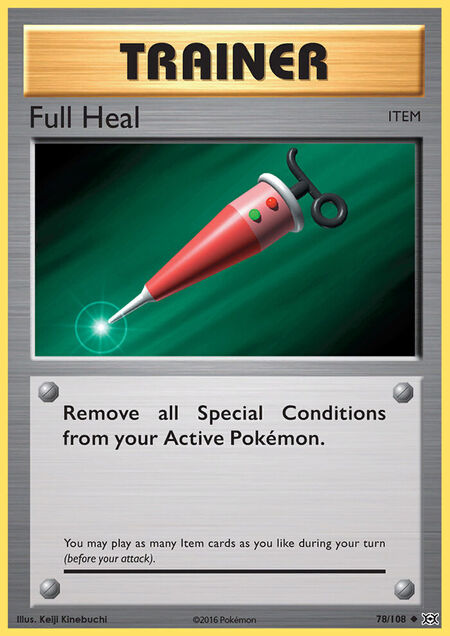 TRAINER
Full Heal
ITEM
Remove all Special Conditions
from your Active Pokémon.
You may play as many Item cards as you like during your turn
(before your attack).
Illus. Keiji Kinebuchi
©2016 Pokémon
78/108